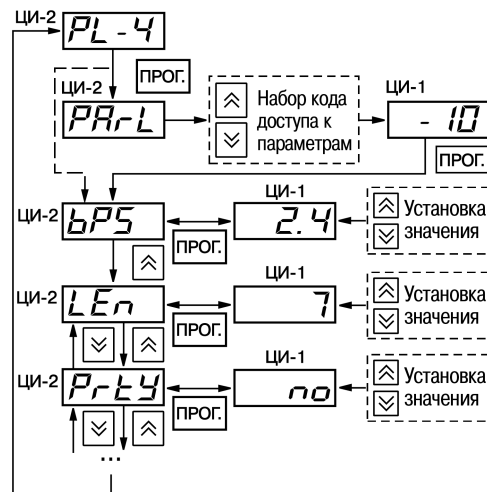 ЦИ-2
PL-4
ПРОГ.
ЦИ-2
PArL
Набор кода
доступа к
параметрам
ЦИ-1
- 10
ПРОГ.
ЦИ-2
bPS
ПРОГ.
ЦИ-1
2.4
Установка
значения
ЦИ-2
LEn
ПРОГ.
ЦИ-1
7
Установка
значения
ЦИ-2
PrtY
ПРОГ.
ЦИ-1
no
Установка
значения
...